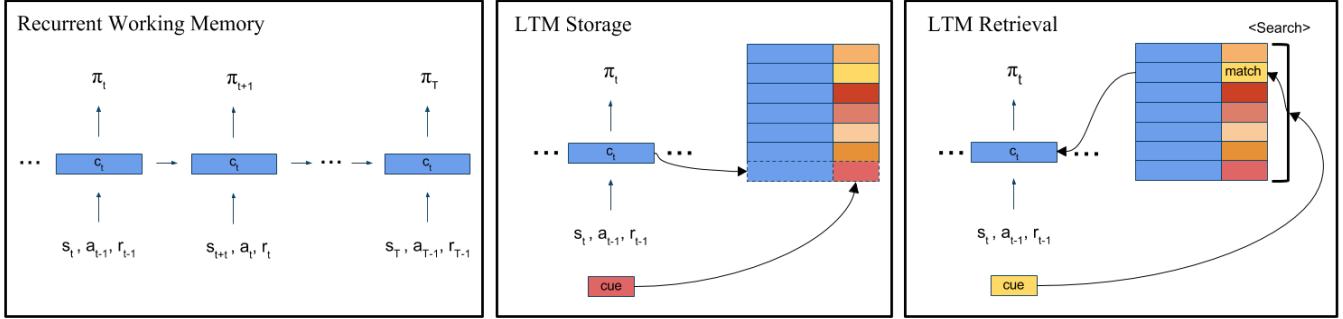 Recurrent Working Memory
π_t π_{t+1} π_T
... c_t c_t ... c_t
s_t , a_{t-1}, r_{t-1} s_{t+t} , a_t, r_t s_T , a_{T-1}, r_{T-1}
LTM Storage
π_t
... c_t ...
s_t , a_{t-1}, r_{t-1}
cue
LTM Retrieval
<Search>
π_t
match
... c_t ...
s_t , a_{t-1}, r_{t-1}
cue